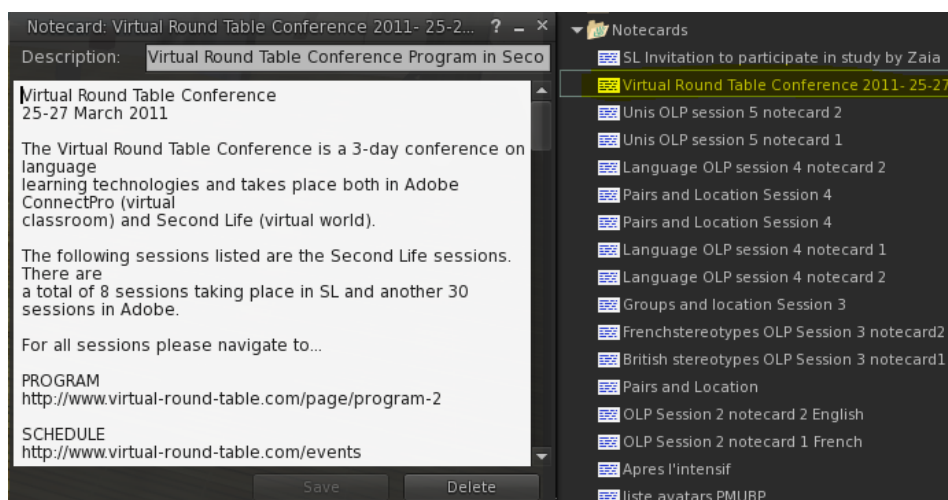 Notecard: Virtual Round Table Conference 2011- 25-2...
Description: Virtual Round Table Conference Program in Seco
Virtual Round Table Conference
25-27 March 2011
The Virtual Round Table Conference is a 3-day conference on
language
learning technologies and takes place both in Adobe
ConnectPro (virtual
classroom) and Second Life (virtual world).
The following sessions listed are the Second Life sessions.
There are
a total of 8 sessions taking place in SL and another 30
sessions in Adobe.
For all sessions please navigate to...
PROGRAM
http://www.virtual-round-table.com/page/program-2
SCHEDULE
http://www.virtual-round-table.com/events
Save
Delete
Notecards
SL Invitation to participate in study by Zaia
Virtual Round Table Conference 2011- 25-27
Unis OLP session 5 notecard 2
Unis OLP session 5 notecard 1
Language OLP session 4 notecard 2
Pairs and Location Session 4
Pairs and Location Session 4
Language OLP session 4 notecard 1
Language OLP session 4 notecard 2
Groups and location Session 3
Frenchstereotypes OLP Session 3 notecard2
British stereotypes OLP Session 3 notecard1
Pairs and Location
OLP Session 2 notecard 2 English
OLP Session 2 notecard 1 French
Apres l'intensif
liste avatars PMUBP